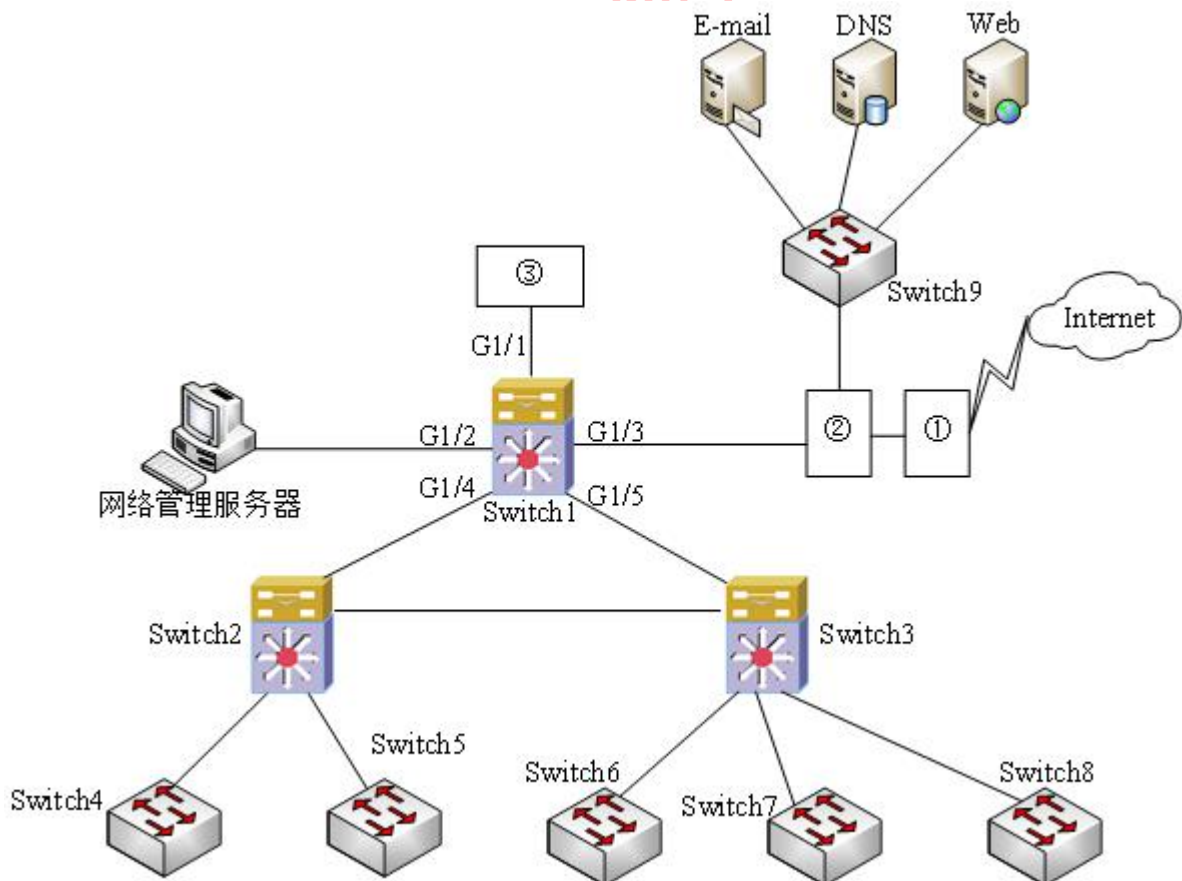 E-mail DNS Web
③
Switch9
Internet
G1/1
② ①
G1/2 G1/3
网络管理服务器
G1/4 G1/5
Switch1
Switch2 Switch3
Switch4 Switch5 Switch6 Switch7 Switch8